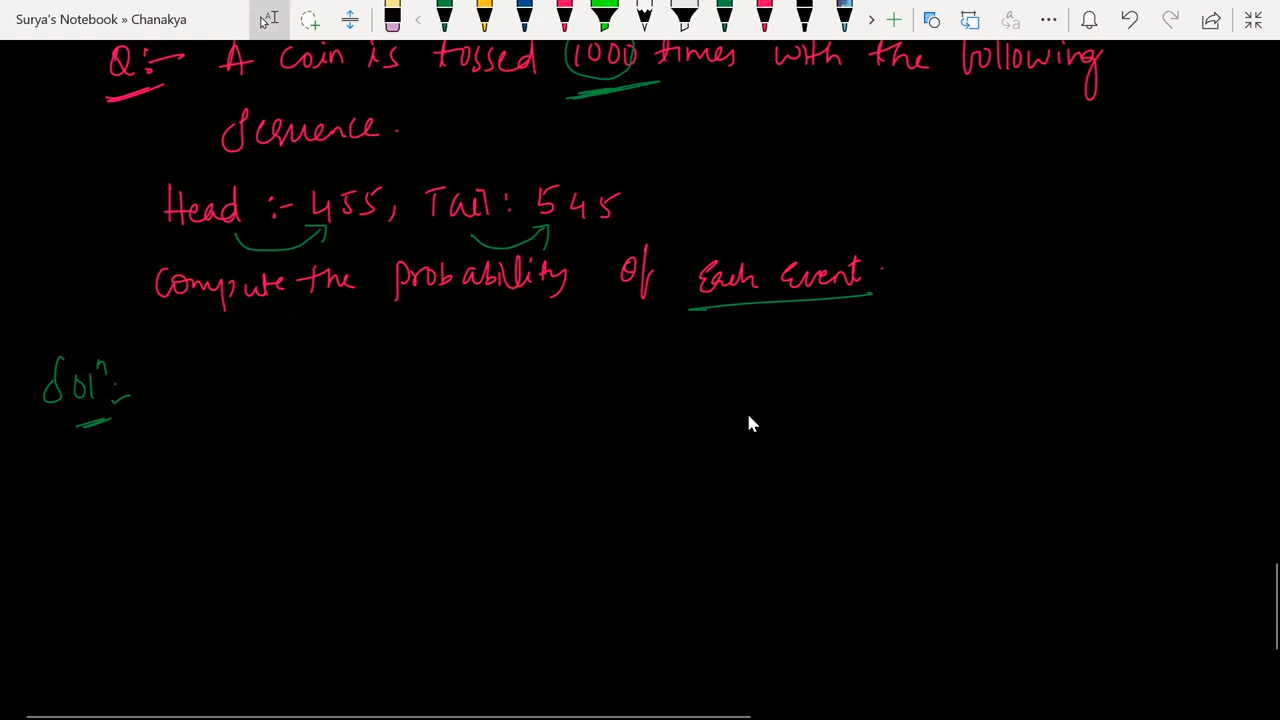 Surya's Notebook » Chanakya
Q:- A coin is tossed 1000 times with the following
sequence.
Head :- 455, Tail: 545
Compute the probability of Each Event.
Solⁿ: